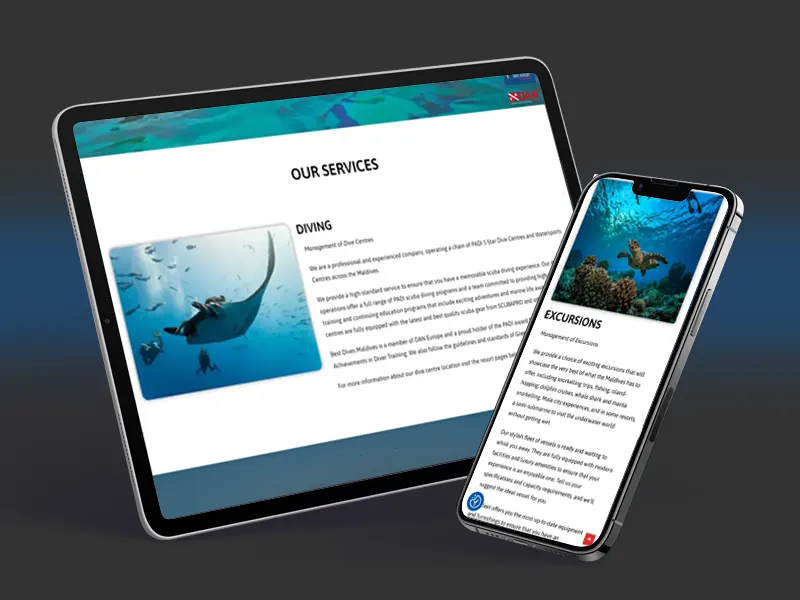 DAN
OUR SERVICES
DIVING
Management of Dive Centres
We are a professional and experienced company, operating a chain of PADI 5 Star Dive Centres and Watersports
Centres across the Maldives.
We provide a high-standard service to ensure that you have a memorable scuba diving experience. Our
operations offer a full range of PADI scuba diving programs and a team committed to providing high
training and continuing education programs that include exciting adventures and marine life
centres are fully equipped with the latest and best quality scuba gear from SCUBAPRO and
Best Dives Maldives is a member of DAN Europe and a proud holder of the PADI award
Achievements in Diver Training. We also follow the guidelines and standards of
For more information about our dive centre location visit the resort pages
EXCURSIONS
Management of Excursions
We provide a choice of exciting excursions that will
showcase the very best of what the Maldives has to
offer, including snorkelling trips, fishing, island-
hopping, dolphin cruises, whale shark and manta
snorkelling, Male city experiences, and in some resorts,
a semi-submarine to visit the underwater world
without getting wet.
Our stylish fleet of vessels is ready and waiting to
whisk you away. They are fully equipped with modern
facilities and luxury amenities to ensure that your
experience is an enjoyable one. Tell us your
specifications and capacity requirements, and we'll
suggest the ideal vessel for you.
offers you the most up-to-date equipment
and furnishings to ensure that you have an